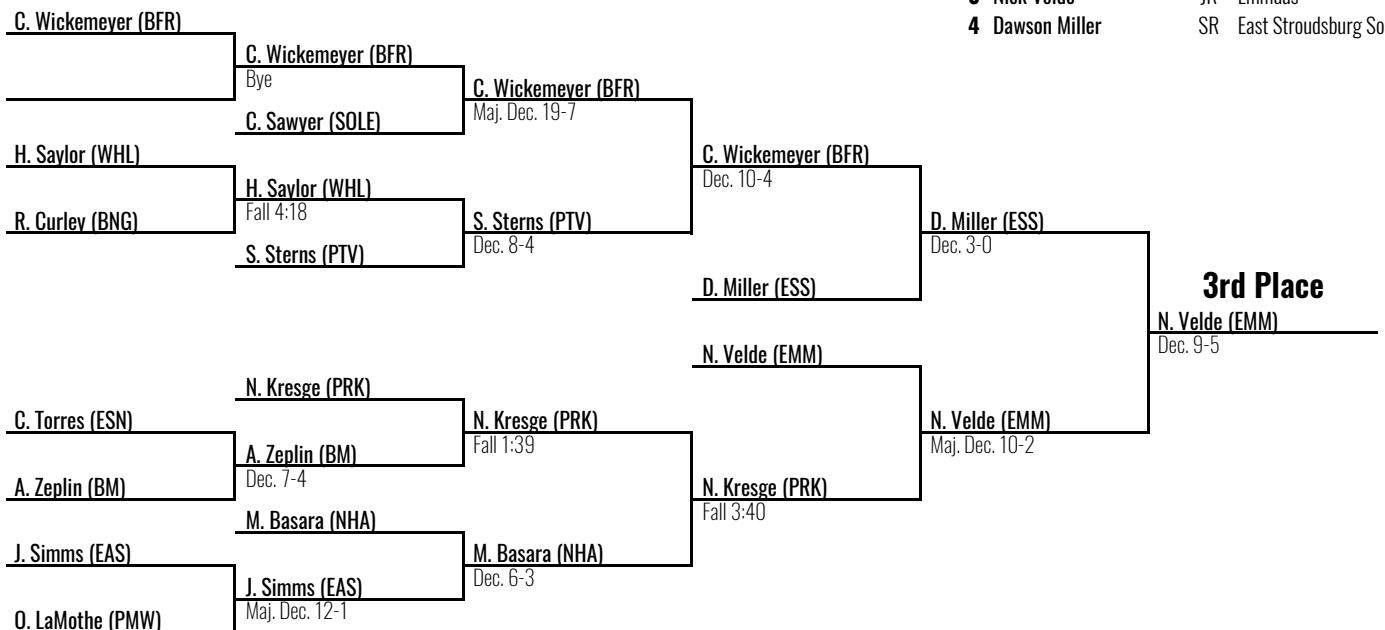 3 Nick Velde JR Emmaus
4 Dawson Miller SR East Stroudsburg So
C. Wickemeyer (BFR)
C. Wickemeyer (BFR)
Bye
C. Wickemeyer (BFR)
Maj. Dec. 19-7
C. Sawyer (SOLE)
H. Saylor (WHL)
C. Wickemeyer (BFR)
Dec. 10-4
H. Saylor (WHL)
Fall 4:18
R. Curley (BNG)
S. Sterns (PTV)
Dec. 8-4
D. Miller (ESS)
Dec. 3-0
S. Sterns (PTV)
D. Miller (ESS)
3rd Place
N. Velde (EMM)
Dec. 9-5
N. Velde (EMM)
N. Kresge (PRK)
C. Torres (ESN)
N. Kresge (PRK)
Fall 1:39
N. Velde (EMM)
Maj. Dec. 10-2
A. Zeplin (BM)
Dec. 7-4
A. Zeplin (BM)
N. Kresge (PRK)
Fall 3:40
M. Basara (NHA)
J. Simms (EAS)
M. Basara (NHA)
Dec. 6-3
J. Simms (EAS)
Maj. Dec. 12-1
O. LaMothe (PMW)